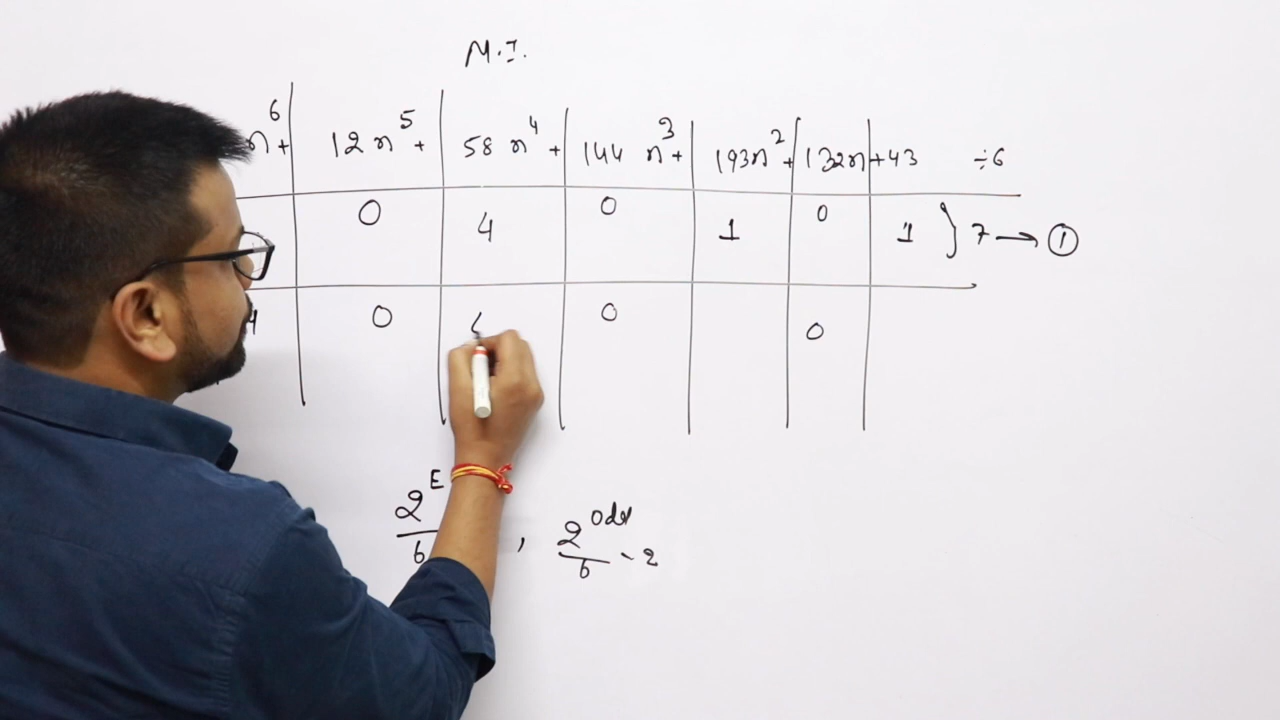 M.I.
n⁶+ 12n⁵+ 58n⁴+ 144n³+ 193n²+ 132n+43 ÷6
0 4 0 1 0 1 } 7 → ①
4 0 0 0
2^E/6 , 2^Odd/6 - 2